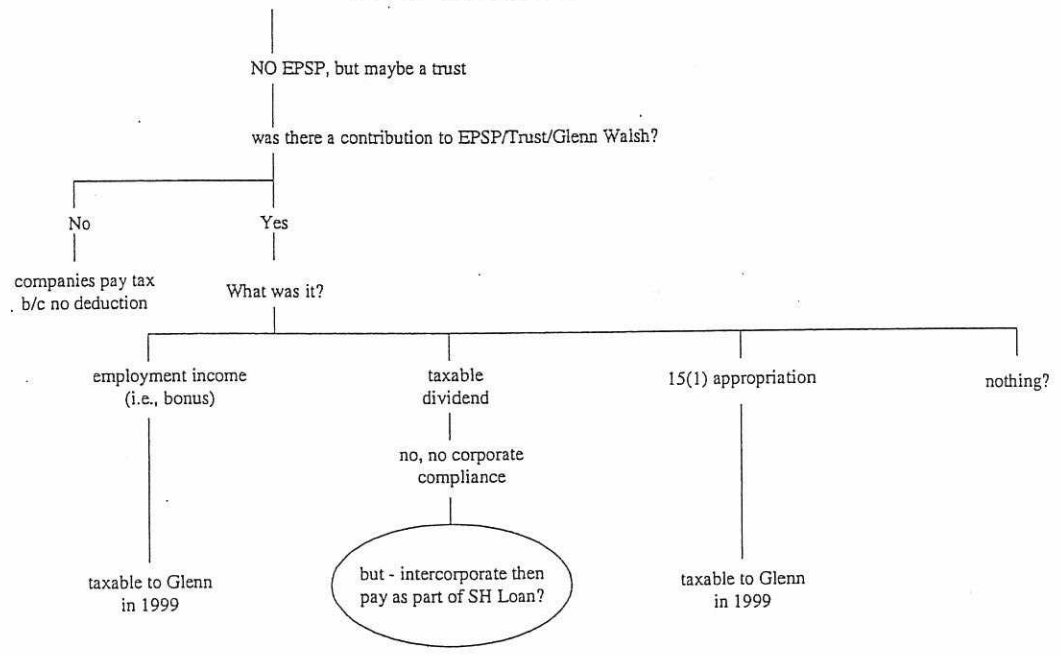 NO EPSP, but maybe a trust
was there a contribution to EPSP/Trust/Glenn Walsh?
No
Yes
companies pay tax
b/c no deduction
What was it?
employment income
(i.e., bonus)
taxable
dividend
15(1) appropriation
nothing?
no, no corporate
compliance
taxable to Glenn
in 1999
but - intercorporate then
pay as part of SH Loan?
taxable to Glenn
in 1999